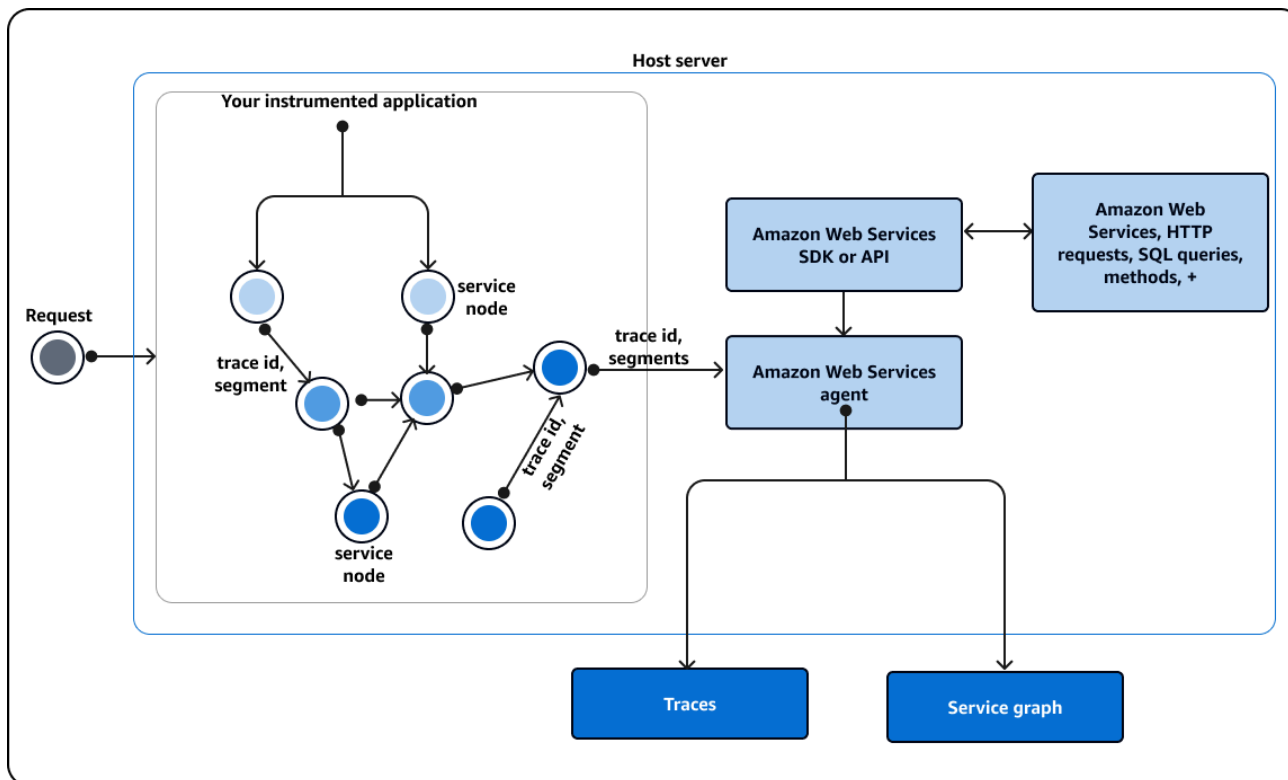 Host server
Your instrumented application
Amazon Web Services
SDK or API
Amazon Web
Services, HTTP
requests, SQL queries,
methods, +
service
node
Request
trace id,
segment
trace id,
segments
Amazon Web Services
agent
trace id,
segment
service
node
Traces
Service graph